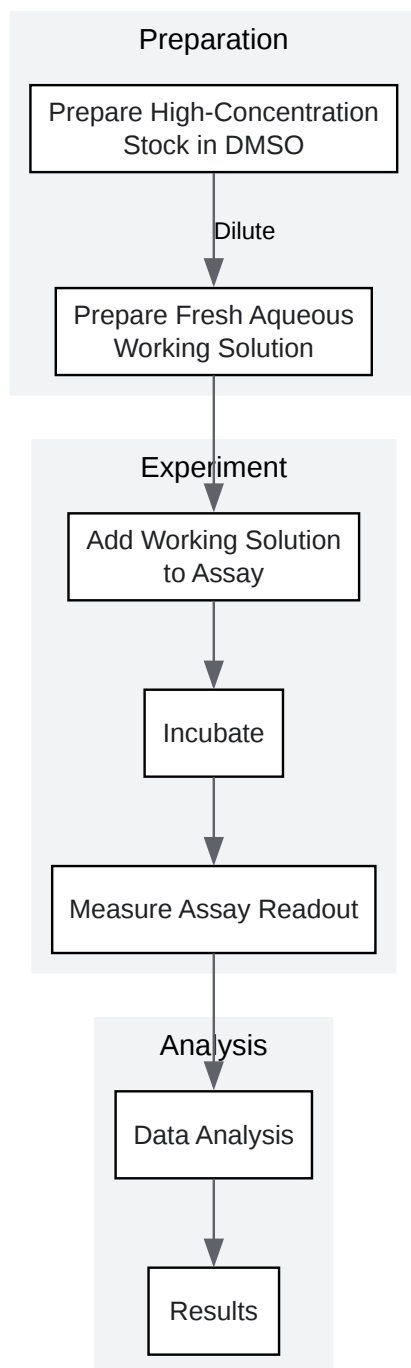 Preparation
Prepare High-Concentration
Stock in DMSO
Dilute
Prepare Fresh Aqueous
Working Solution
Experiment
Add Working Solution
to Assay
Incubate
Measure Assay Readout
Analysis
Data Analysis
Results